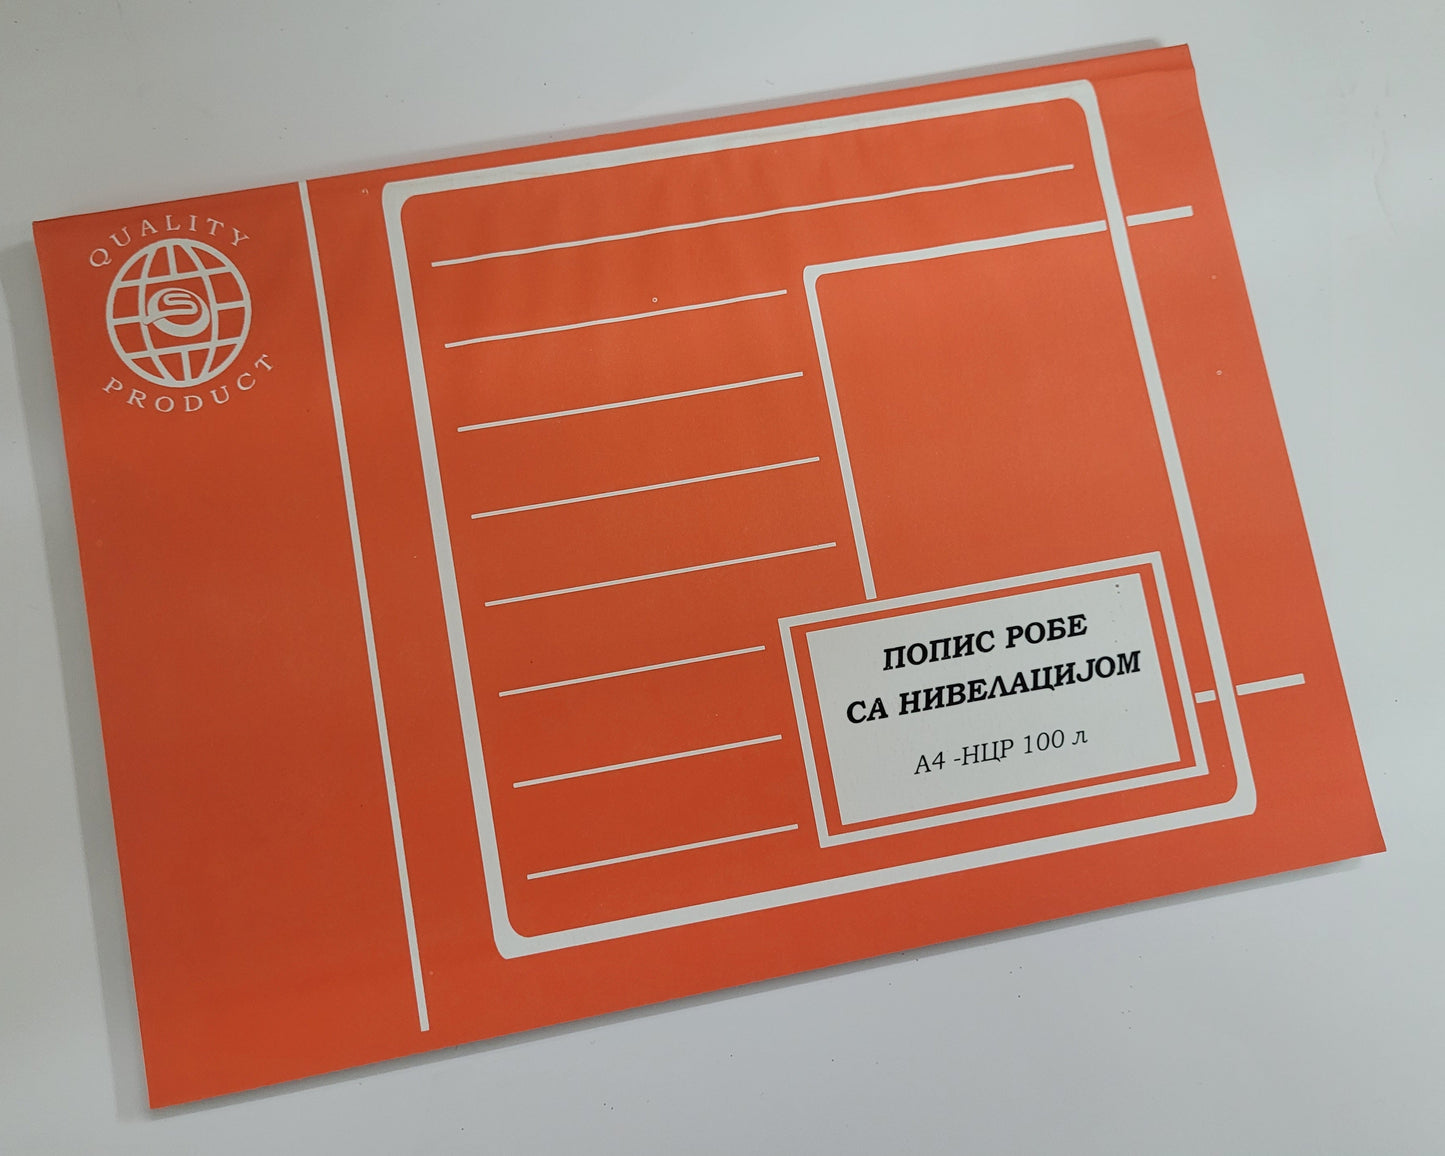 QUALITY
PRODUCT
ПОПИС РОБЕ
СА НИВЕЛАЦИЈОМ
А4 -НЦР 100 л